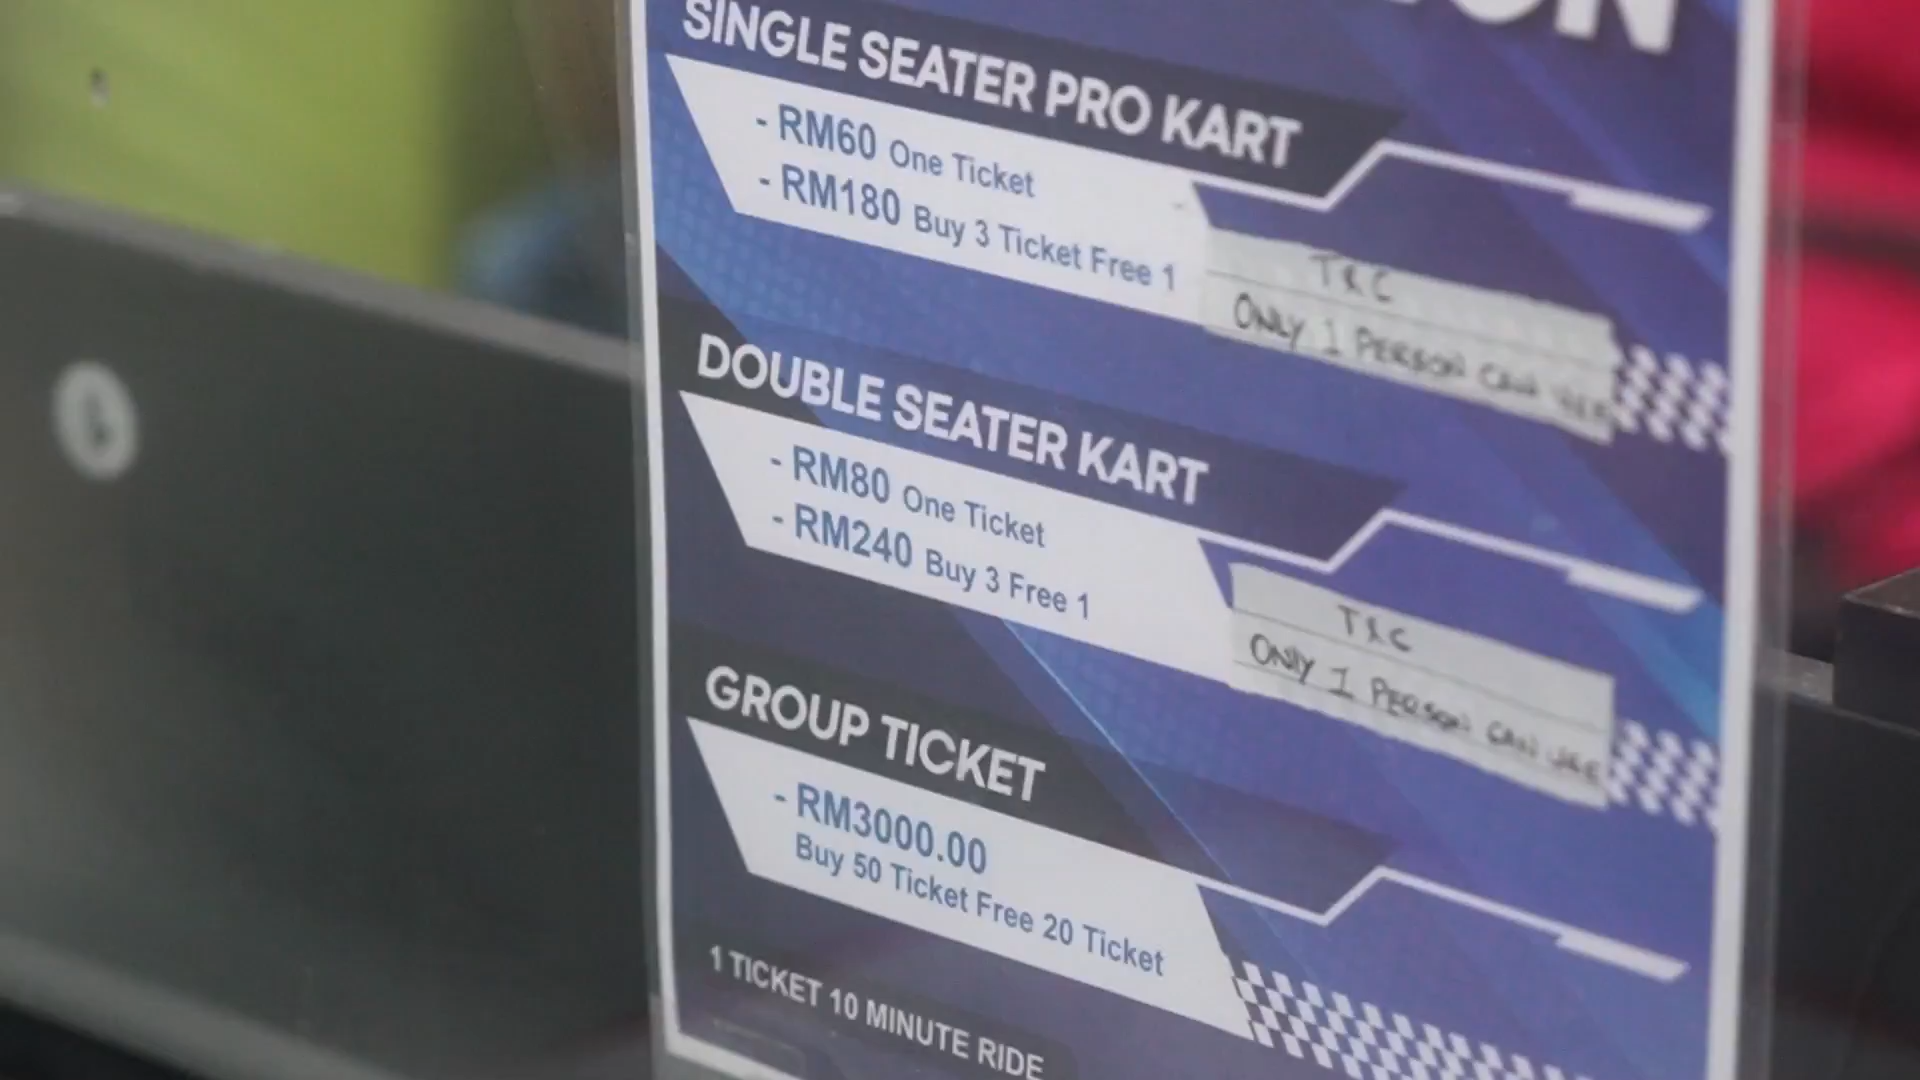 SINGLE SEATER PRO KART
- RM60 One Ticket
- RM180 Buy 3 Ticket Free 1
TRC
ONLY 1 PERSON CAN USE
DOUBLE SEATER KART
- RM80 One Ticket
- RM240 Buy 3 Free 1
TRC
ONLY 1 PERSON CAN USE
GROUP TICKET
- RM3000.00
Buy 50 Ticket Free 20 Ticket
1 TICKET 10 MINUTE RIDE